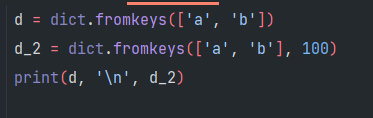 d = dict.fromkeys(['a', 'b'])
d_2 = dict.fromkeys(['a', 'b'], 100)
print(d, '\n', d_2)